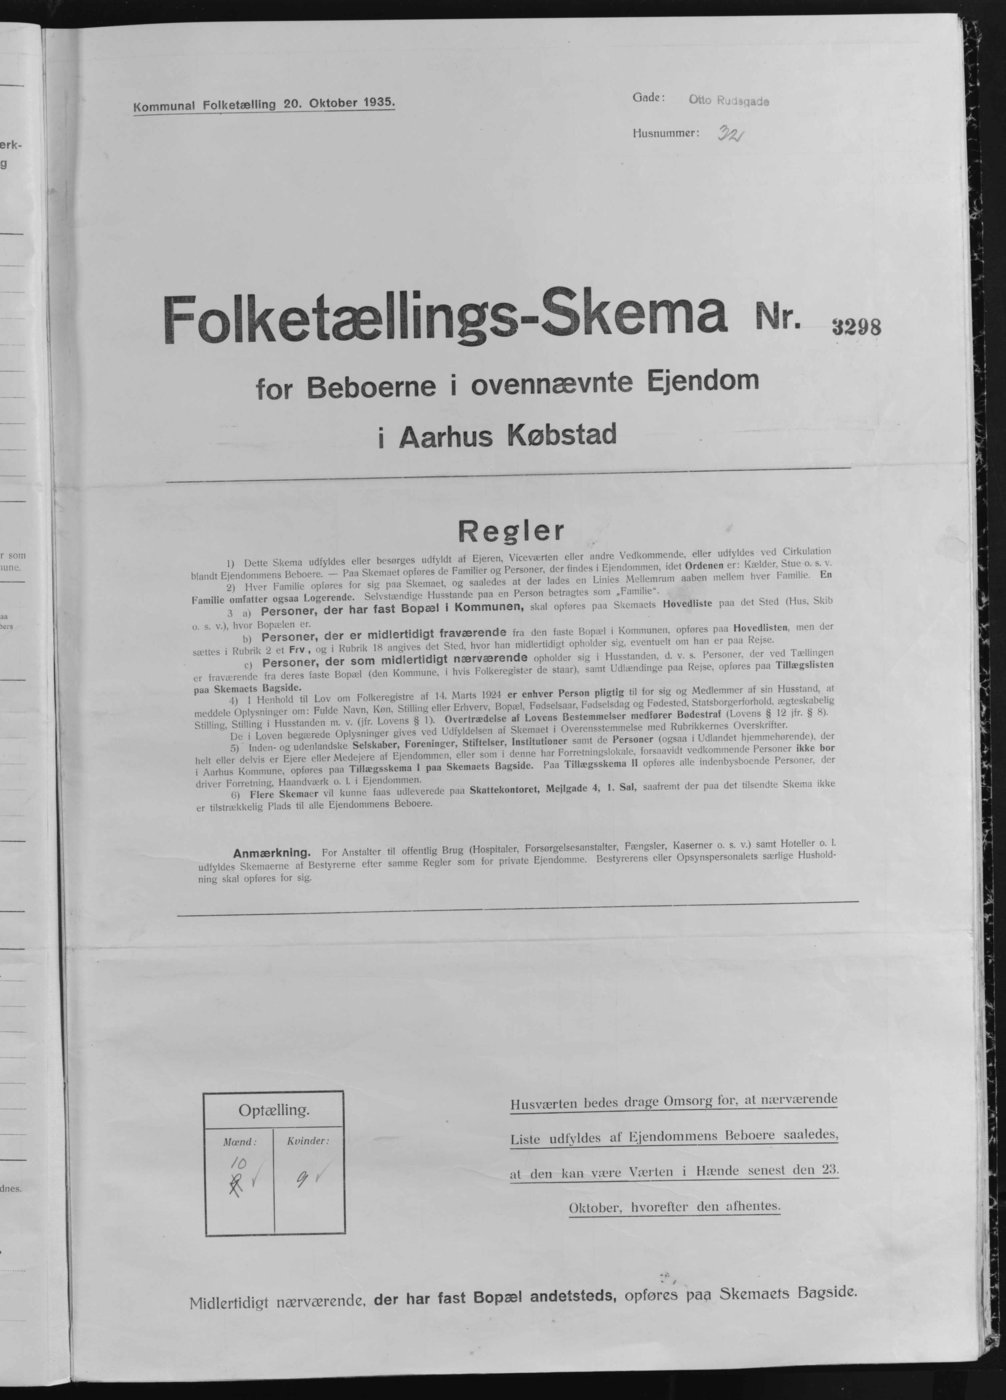 Kommunal Folketælling 20. Oktober 1935.
Gade: Otto Rudsgade
Husnummer: 32
Folketællings-Skema Nr. 3298
for Beboerne i ovennævnte Ejendom
i Aarhus Købstad
Regler
1) Dette Skema udfyldes eller besørges udfyldt af Ejeren, Viceværten eller andre Vedkommende, eller udfyldes ved Cirkulation
blandt Ejendommens Beboere. — Paa Skemaet opføres de Familier og Personer, der findes i Ejendommen, idet Ordenen er: Kælder, Stue o. s. v.
2) Hver Familie opføres for sig paa Skemaet, og saaledes at der lades en Linies Mellemrum aaben mellem hver Familie. En
Familie omfatter ogsaa Logerende. Selvstændige Husstande paa en Person betragtes som „Familie“.
3 a) Personer, der har fast Bopæl i Kommunen, skal opføres paa Skemaets Hovedliste paa det Sted (Hus, Skib
o. s. v.), hvor Bopælen er.
b) Personer, der er midlertidigt fraværende fra den faste Bopæl i Kommunen, opføres paa Hovedlisten, men der
sættes i Rubrik 2 et Frv, og i Rubrik 18 angives det Sted, hvor han midlertidigt opholder sig, eventuelt om han er paa Rejse.
c) Personer, der som midlertidigt nærværende opholder sig i Husstanden, d. v. s. Personer, der ved Tællingen
er fraværende fra deres faste Bopæl (den Kommune, i hvis Folkeregister de staar), samt Udlændinge paa Rejse, opføres paa Tillægslisten
paa Skemaets Bagside.
4) I Henhold til Lov om Folkeregistre af 14. Marts 1924 er enhver Person pligtig til for sig og Medlemmer af sin Husstand, at
meddele Oplysninger om: Fulde Navn, Køn, Stilling eller Erhverv, Bopæl, Fødselsaar, Fødselsdag og Fødested, Statsborgerforhold, ægteskabelig
Stilling, Stilling i Husstanden m. v. (jfr. Lovens § 1). Overtrædelse af Lovens Bestemmelser medfører Bødestraf (Lovens § 12 jfr. § 8).
De i Loven begærede Oplysninger gives ved Udfyldelsen af Skemaet i Overensstemmelse med Rubrikkernes Overskrifter.
5) Inden- og udenlandske Selskaber, Foreninger, Stiftelser, Institutioner samt de Personer (ogsaa i Udlandet hjemmehørende), der
helt eller delvis er Ejere eller Medejere af Ejendommen, eller som i denne har Forretningslokale, forsaavidt vedkommende Personer ikke bor
i Aarhus Kommune, opføres paa Tillægsskema I paa Skemaets Bagside. Paa Tillægsskema II opføres alle indenbysboende Personer, der
driver Forretning, Haandværk o. l. i Ejendommen.
6) Flere Skemaer vil kunne faas udleverede paa Skattekontoret, Mejlgade 4, 1. Sal, saafremt der paa det tilsendte Skema ikke
er tilstrækkelig Plads til alle Ejendommens Beboere.
Anmærkning. For Anstalter til offentlig Brug (Hospitaler, Forsørgelsesanstalter, Fængsler, Kaserner o. s. v.) samt Hoteller o. l.
udfyldes Skemaerne af Bestyrerne efter samme Regler som for private Ejendomme. Bestyrerens eller Opsynspersonalets særlige Hushold-
ning skal opføres for sig.
Optælling.
Mænd: Kvinder:
10
9 9
Husværten bedes drage Omsorg for, at nærværende
Liste udfyldes af Ejendommens Beboere saaledes,
at den kan være Værten i Hænde senest den 23.
Oktober, hvorefter den afhentes.
Midlertidigt nærværende, der har fast Bopæl andetsteds, opføres paa Skemaets Bagside.